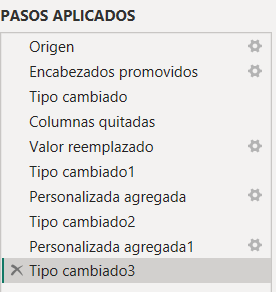 PASOS APLICADOS
Origen
Encabezados promovidos
Tipo cambiado
Columnas quitadas
Valor reemplazado
Tipo cambiado1
Personalizada agregada
Tipo cambiado2
Personalizada agregada1
Tipo cambiado3